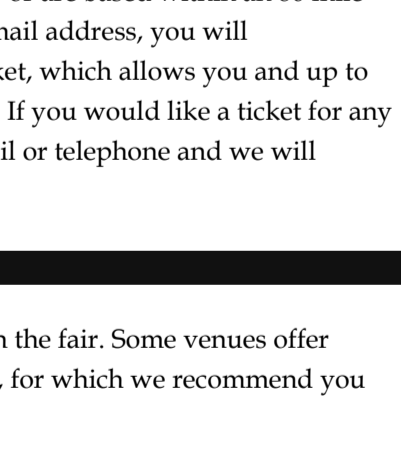 mail address, you will
ket, which allows you and up to
If you would like a ticket for any
il or telephone and we will
the fair. Some venues offer
, for which we recommend you